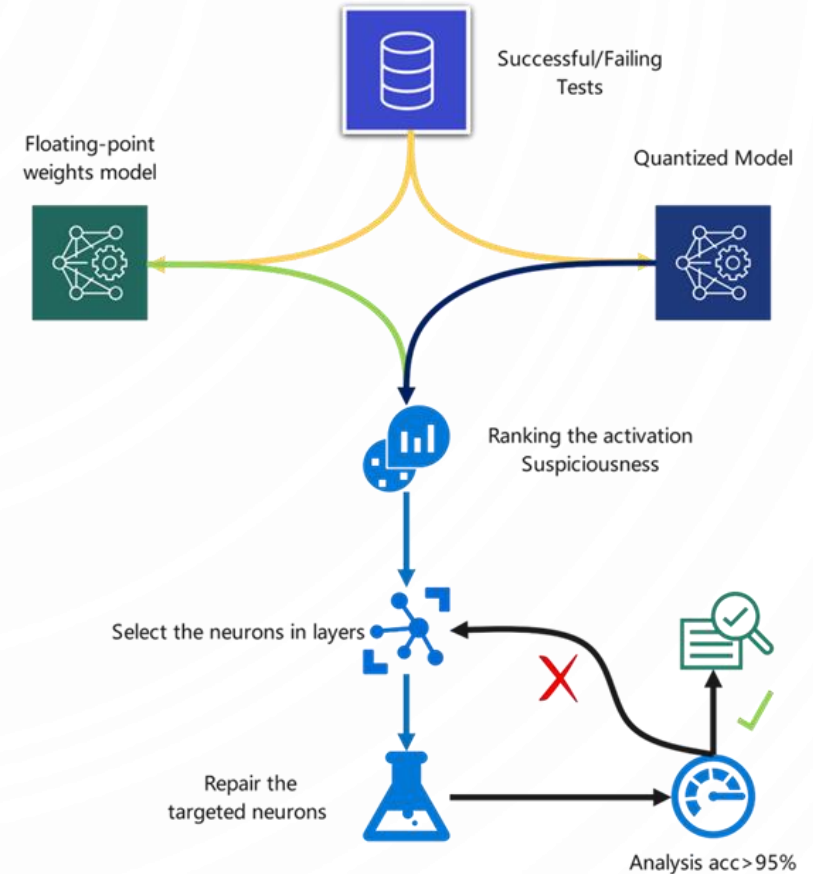 Successful/Failing
Tests
Floating-point
weights model
Quantized Model
Ranking the activation
Suspiciousness
Select the neurons in layers
Repair the
targeted neurons
Analysis acc>95%